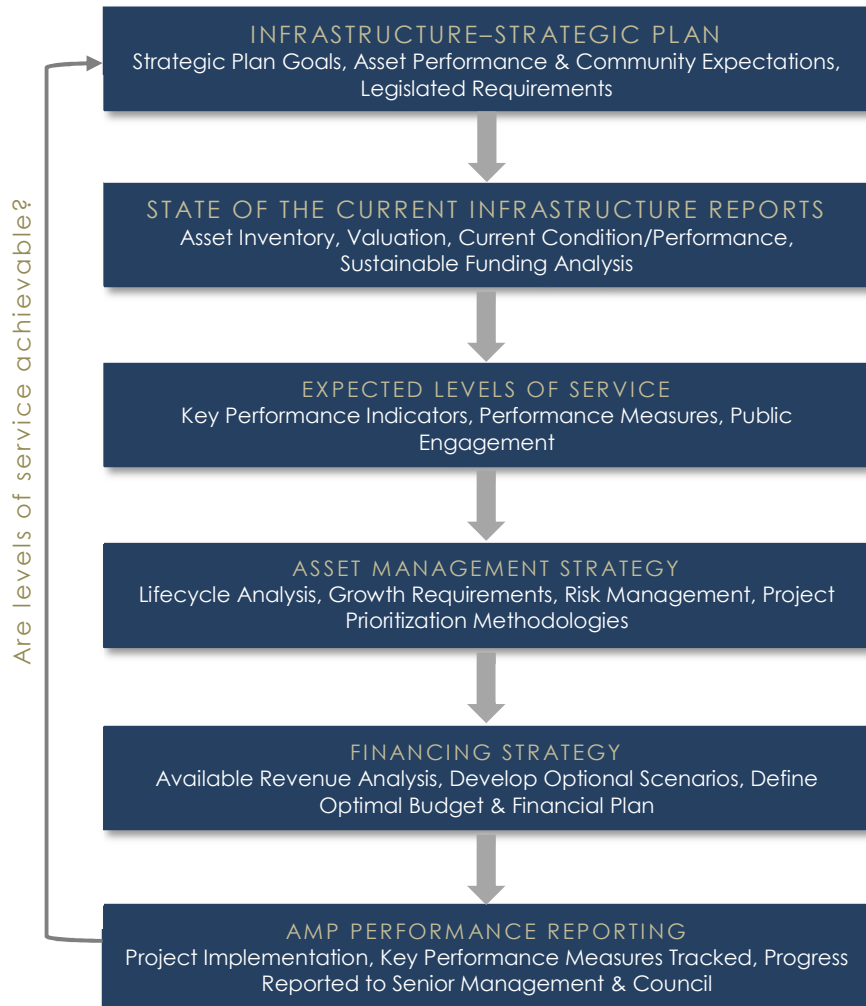 INFRASTRUCTURE–STRATEGIC PLAN
Strategic Plan Goals, Asset Performance & Community Expectations,
Legislated Requirements
STATE OF THE CURRENT INFRASTRUCTURE REPORTS
Asset Inventory, Valuation, Current Condition/Performance,
Sustainable Funding Analysis
EXPECTED LEVELS OF SERVICE
Key Performance Indicators, Performance Measures, Public
Engagement
ASSET MANAGEMENT STRATEGY
Lifecycle Analysis, Growth Requirements, Risk Management, Project
Prioritization Methodologies
FINANCING STRATEGY
Available Revenue Analysis, Develop Optional Scenarios, Define
Optimal Budget & Financial Plan
AMP PERFORMANCE REPORTING
Project Implementation, Key Performance Measures Tracked, Progress
Reported to Senior Management & Council
Are levels of service achievable?